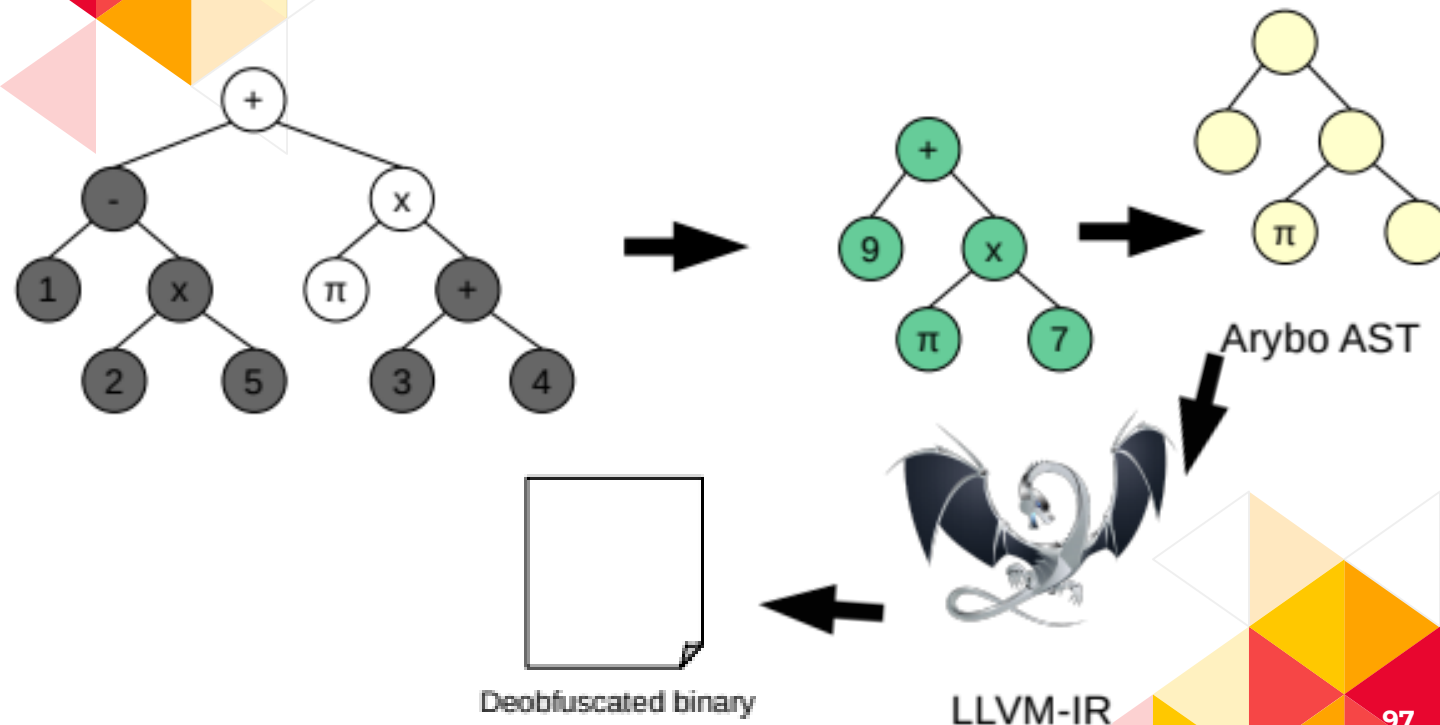 +
- x
1 x π +
2 5 3 4
+
9 x
π 7
π
Arybo AST
LLVM-IR
Deobfuscated binary
97